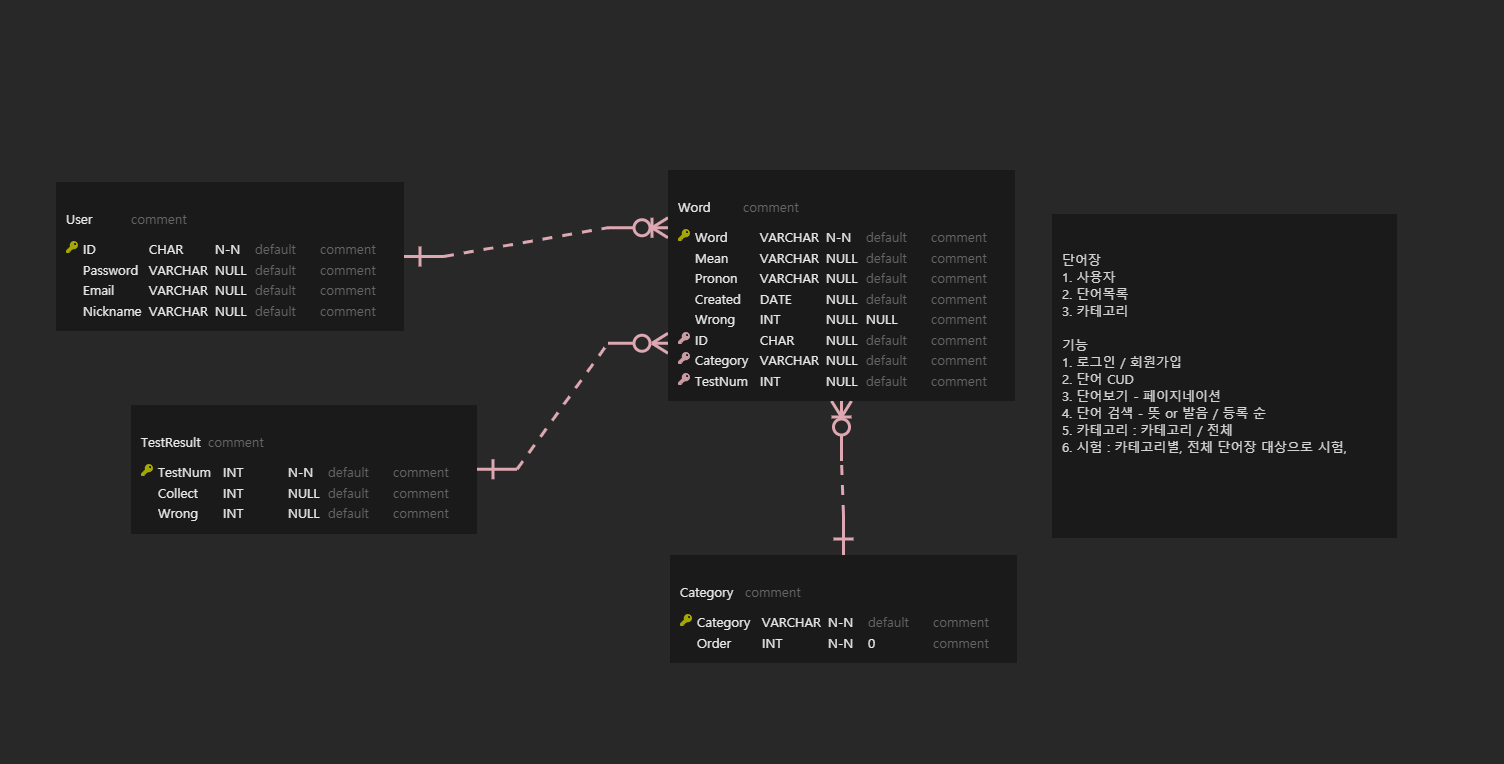 User comment
ID CHAR N-N default comment
Password VARCHAR NULL default comment
Email VARCHAR NULL default comment
Nickname VARCHAR NULL default comment
Word comment
Word VARCHAR N-N default comment
Mean VARCHAR NULL default comment
Pronon VARCHAR NULL default comment
Created DATE NULL default comment
Wrong INT NULL NULL comment
ID CHAR NULL default comment
Category VARCHAR NULL default comment
TestNum INT NULL default comment
단어장
1. 사용자
2. 단어목록
3. 카테고리
기능
1. 로그인 / 회원가입
2. 단어 CUD
3. 단어보기 - 페이지네이션
4. 단어 검색 - 뜻 or 발음 / 등록 순
5. 카테고리 : 카테고리 / 전체
6. 시험 : 카테고리별, 전체 단어장 대상으로 시험,
TestResult comment
TestNum INT N-N default comment
Collect INT NULL default comment
Wrong INT NULL default comment
Category comment
Category VARCHAR N-N default comment
Order INT N-N 0 comment